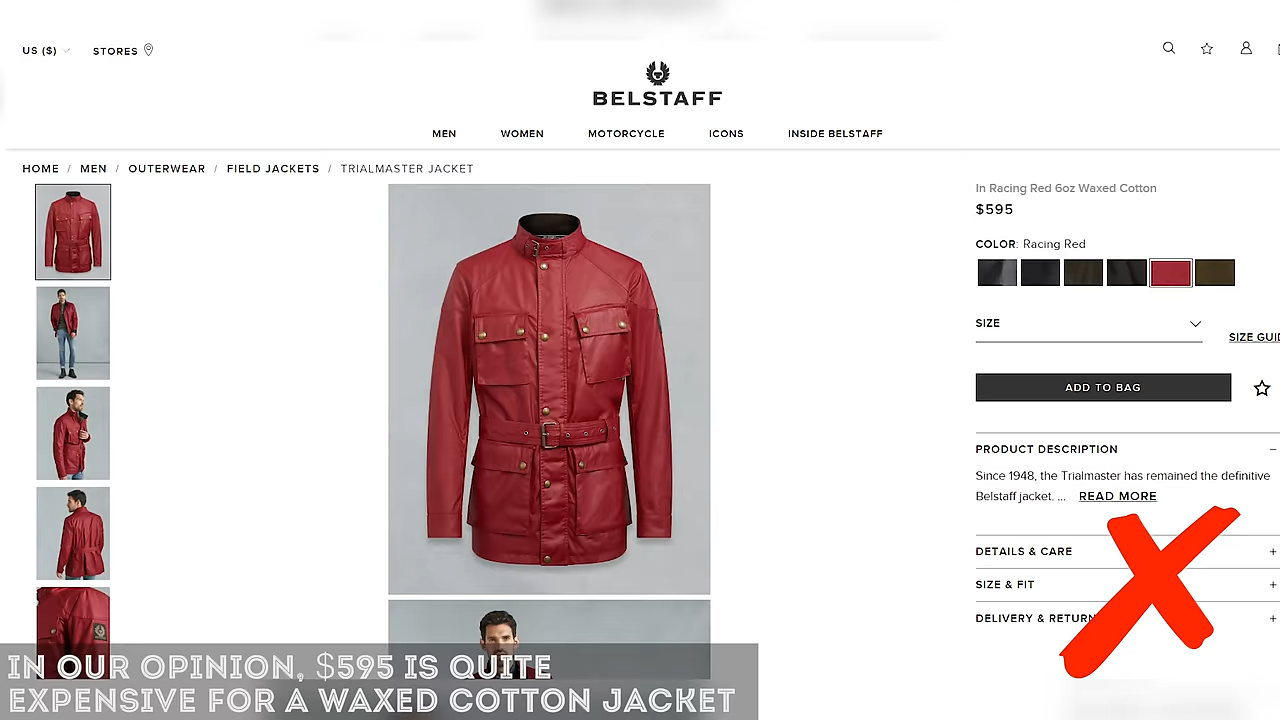 US ($)
STORES
BELSTAFF
MEN
WOMEN
MOTORCYCLE
ICONS
INSIDE BELSTAFF
HOME / MEN / OUTERWEAR / FIELD JACKETS / TRIALMASTER JACKET
In Racing Red 6oz Waxed Cotton
$595
COLOR: Racing Red
SIZE
SIZE GUI
ADD TO BAG
PRODUCT DESCRIPTION
Since 1948, the Trialmaster has remained the definitive
Belstaff jacket. ... READ MORE
DETAILS & CARE
SIZE & FIT
DELIVERY & RETURN
IN OUR OPINION, $595 IS QUITE
EXPENSIVE FOR A WAXED COTTON JACKET